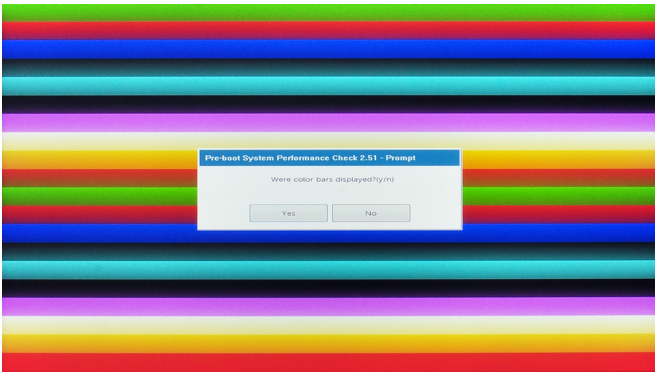 Pre-boot System Performance Check 2.51 - Prompt
Were color bars displayed?(y/n)
Yes
No